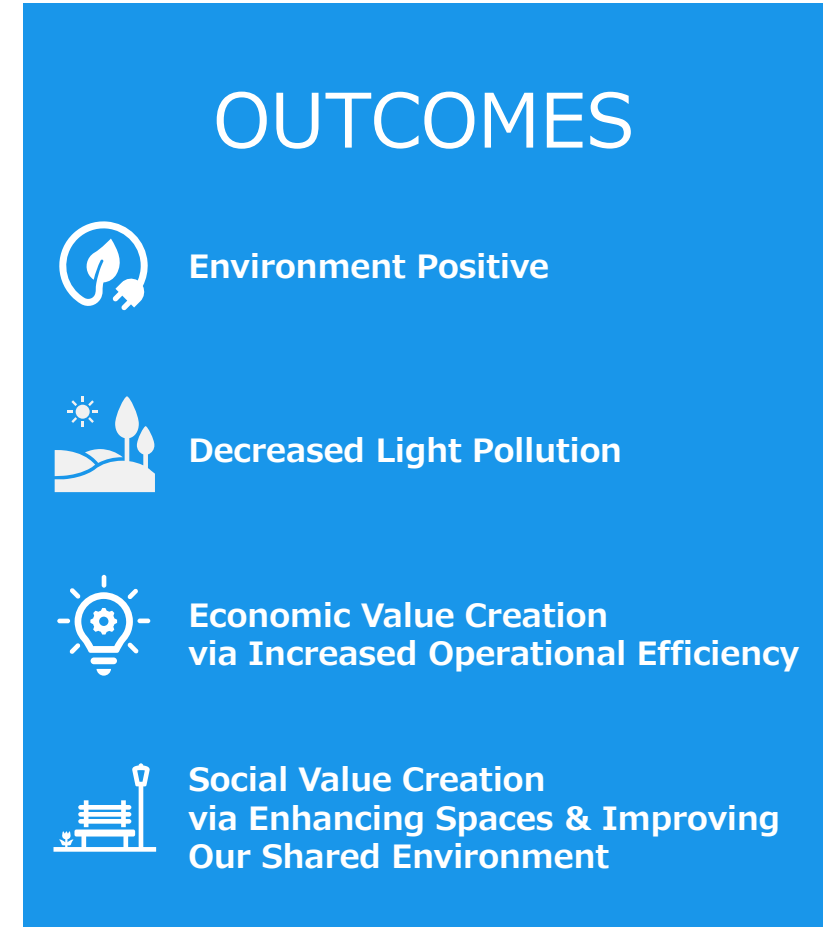 OUTCOMES
Environment Positive
Decreased Light Pollution
Economic Value Creation
via Increased Operational Efficiency
Social Value Creation
via Enhancing Spaces & Improving
Our Shared Environment